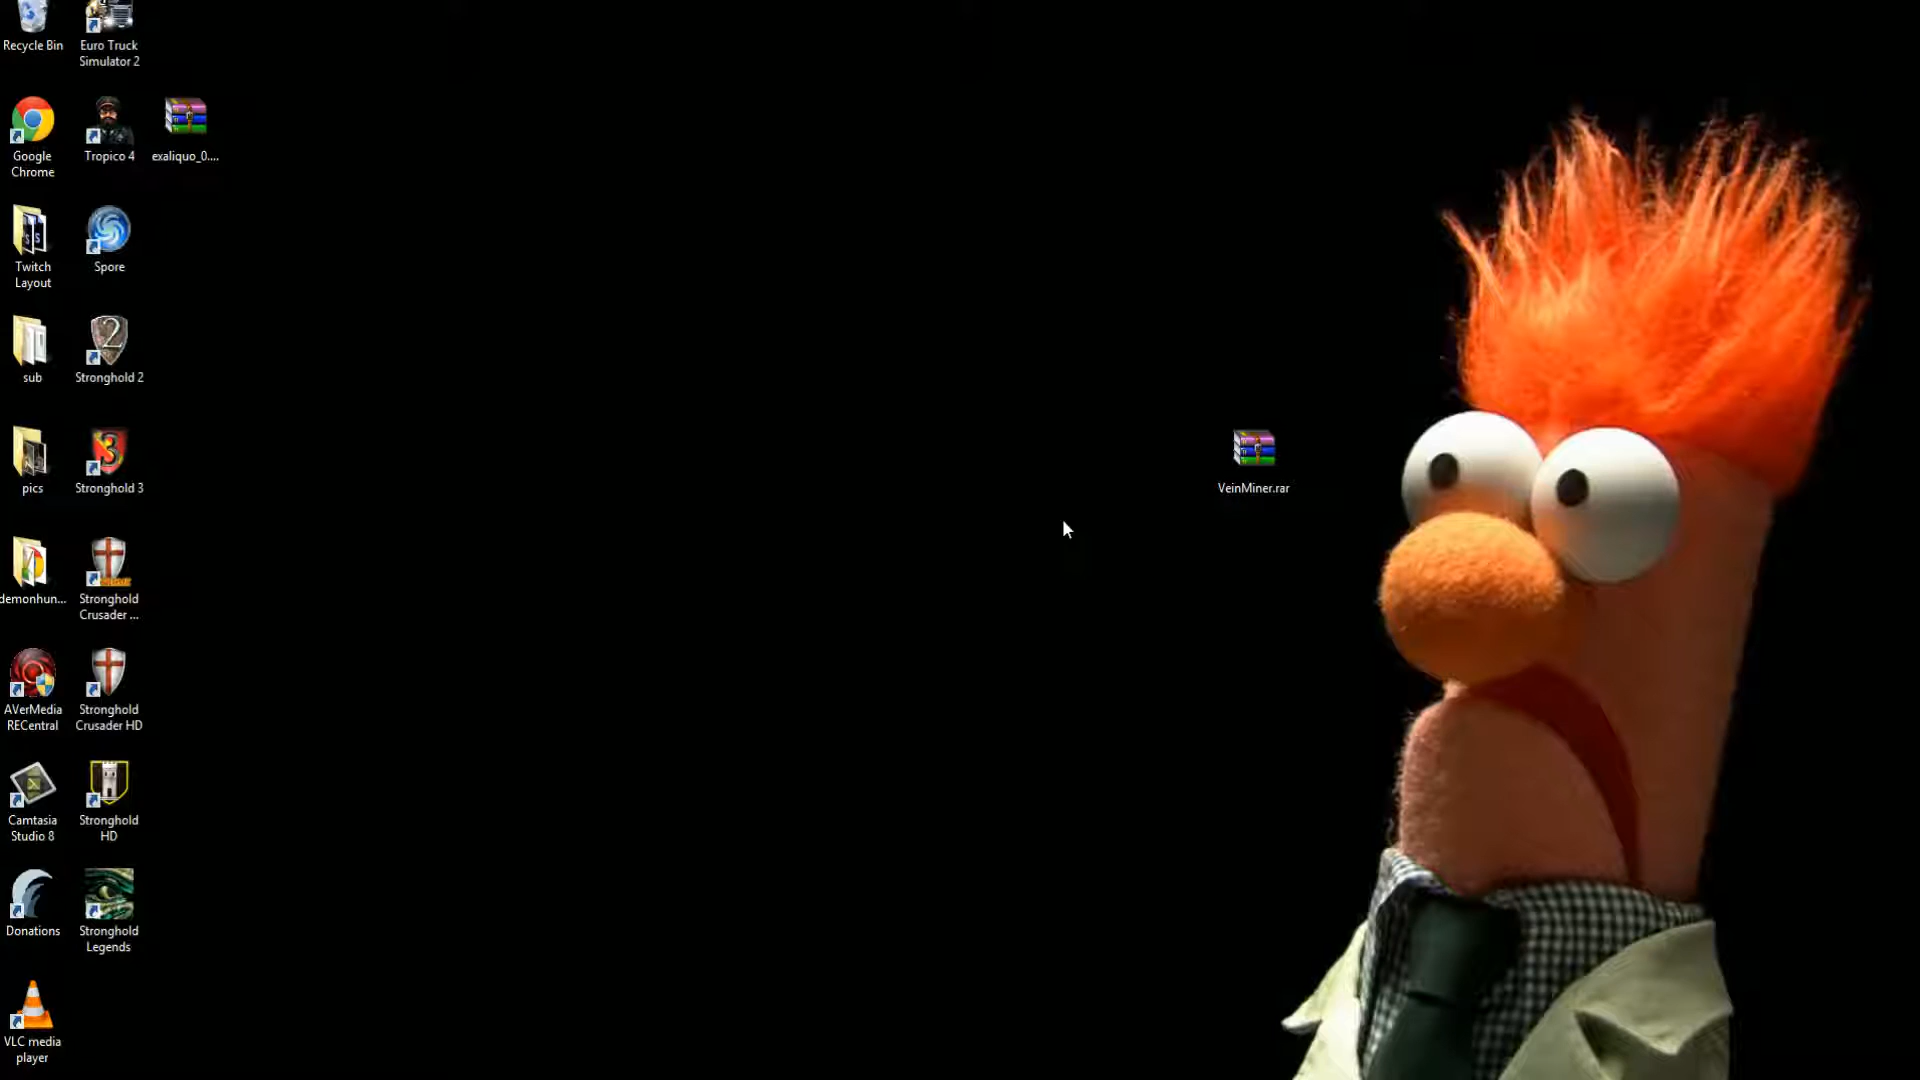 Recycle Bin
Euro Truck
Simulator 2
Google
Chrome
Tropico 4
exaliquo_0....
Twitch
Layout
Spore
sub
Stronghold 2
pics
Stronghold 3
demonhun...
Stronghold
Crusader ...
AVerMedia
RECentral
Stronghold
Crusader HD
Camtasia
Studio 8
Stronghold
HD
Donations
Stronghold
Legends
VLC media
player
VeinMiner.rar